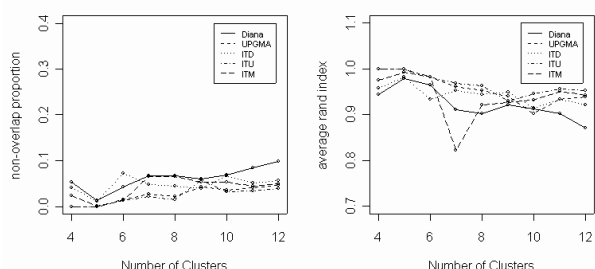 non-overlap proportion
0.0 0.1 0.2 0.3 0.4
Diana
UPGMA
ITD
ITU
ITM
4 6 8 10 12
Number of Clusters
average rand index
0.7 0.8 0.9 1.0 1.1
Diana
UPGMA
ITD
ITU
ITM
4 6 8 10 12
Number of Clusters